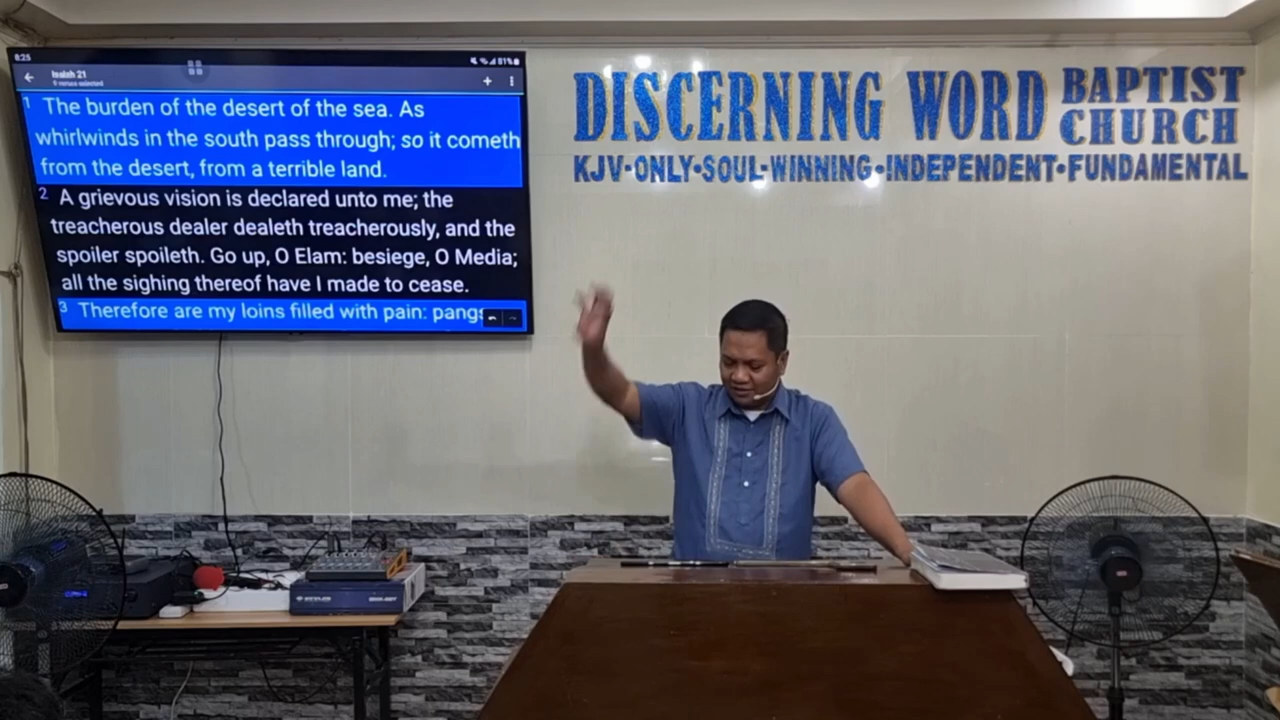 8:25
81%
Isaiah 21
1 The burden of the desert of the sea. As
whirlwinds in the south pass through; so it cometh
from the desert, from a terrible land.
2 A grievous vision is declared unto me; the
treacherous dealer dealeth treacherously, and the
spoiler spoileth. Go up, O Elam: besiege, O Media;
all the sighing thereof have I made to cease.
3 Therefore are my loins filled with pain: pangs
DISCERNING WORD BAPTIST CHURCH
KJV-ONLY•SOUL-WINNING•INDEPENDENT•FUNDAMENTAL